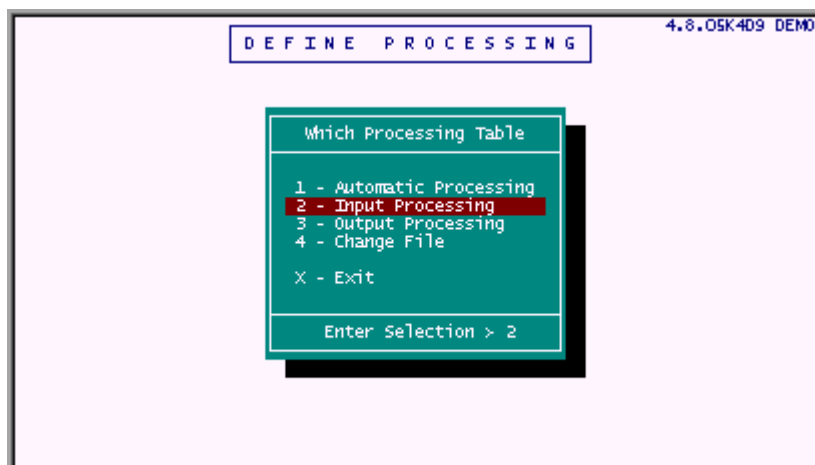 4.8.05K4D9 DEMO
D E F I N E   P R O C E S S I N G
Which Processing Table
1 - Automatic Processing
2 - Input Processing
3 - Output Processing
4 - Change File
X - Exit
Enter Selection > 2